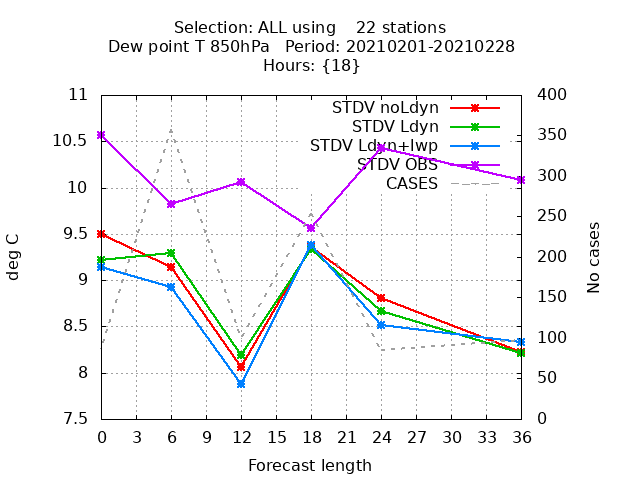 Selection: ALL using    22 stations
Dew point T 850hPa   Period: 20210201-20210228
Hours: {18}
STDV noLdyn
STDV Ldyn
STDV Ldyn+lwp
STDV OBS
CASES
11
10.5
10
9.5
9
8.5
8
7.5
400
350
300
250
200
150
100
50
0
deg C
No cases
0 3 6 9 12 15 18 21 24 27 30 33 36
Forecast length